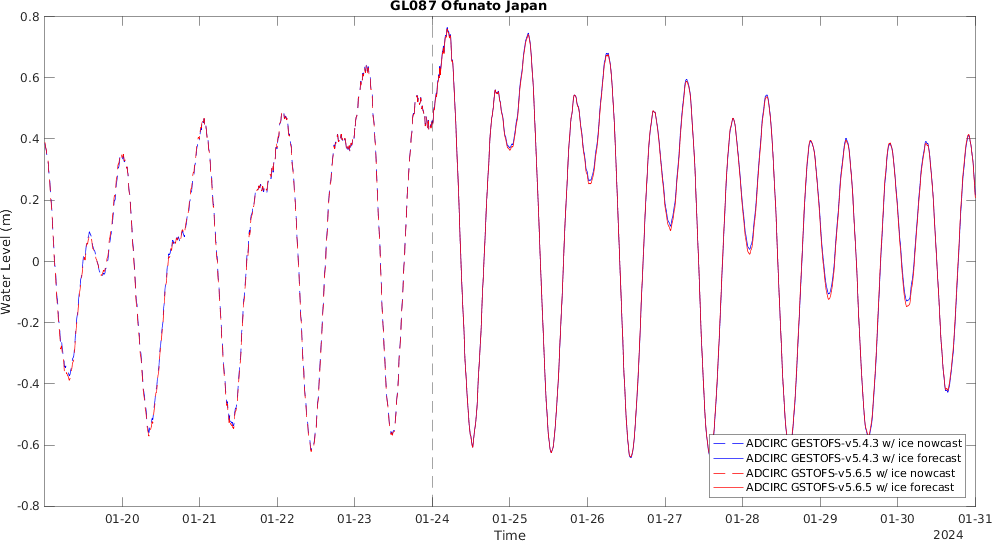 GL087 Ofunato Japan
0.8
0.6
0.4
0.2
0
-0.2
-0.4
-0.6
-0.8
Water Level (m)
01-20 01-21 01-22 01-23 01-24 01-25 01-26 01-27 01-28 01-29 01-30 01-31
Time
2024
ADCIRC GESTOFS-v5.4.3 w/ ice nowcast
ADCIRC GESTOFS-v5.4.3 w/ ice forecast
ADCIRC GSTOFS-v5.6.5 w/ ice nowcast
ADCIRC GSTOFS-v5.6.5 w/ ice forecast